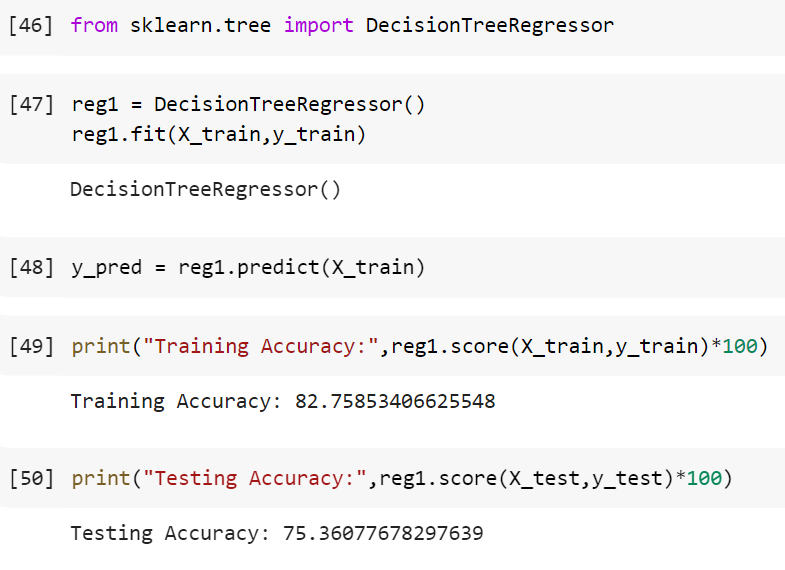 [46] from sklearn.tree import DecisionTreeRegressor
[47] reg1 = DecisionTreeRegressor()
reg1.fit(X_train,y_train)
DecisionTreeRegressor()
[48] y_pred = reg1.predict(X_train)
[49] print("Training Accuracy:",reg1.score(X_train,y_train)*100)
Training Accuracy: 82.75853406625548
[50] print("Testing Accuracy:",reg1.score(X_test,y_test)*100)
Testing Accuracy: 75.36077678297639